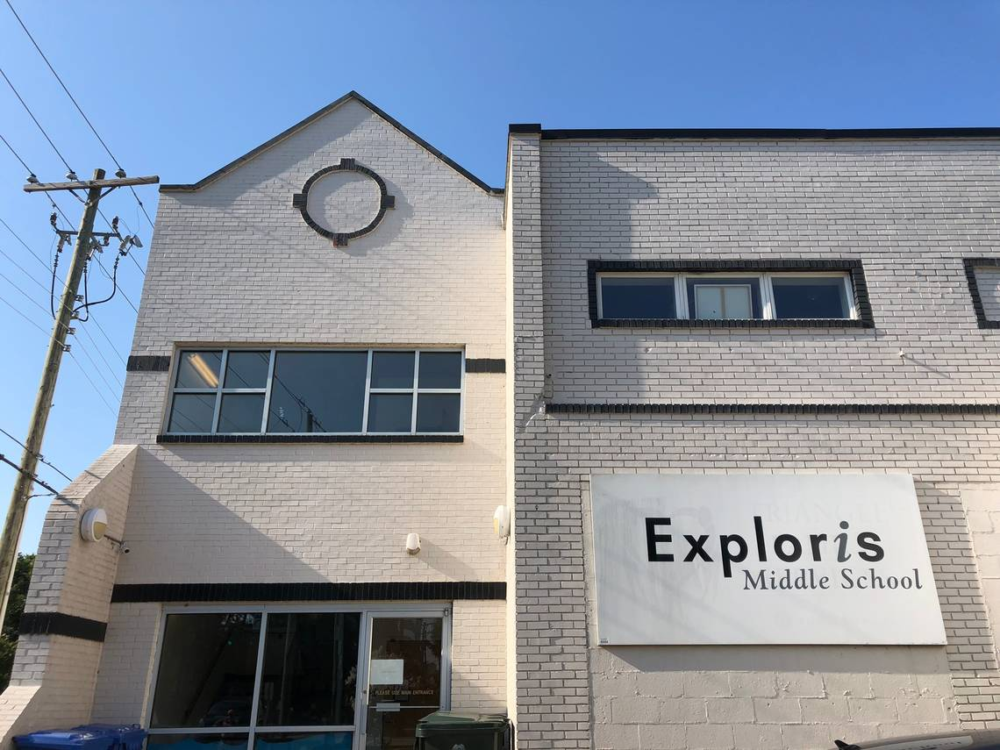 Exploris
Middle School
PLEASE USE MAIN ENTRANCE